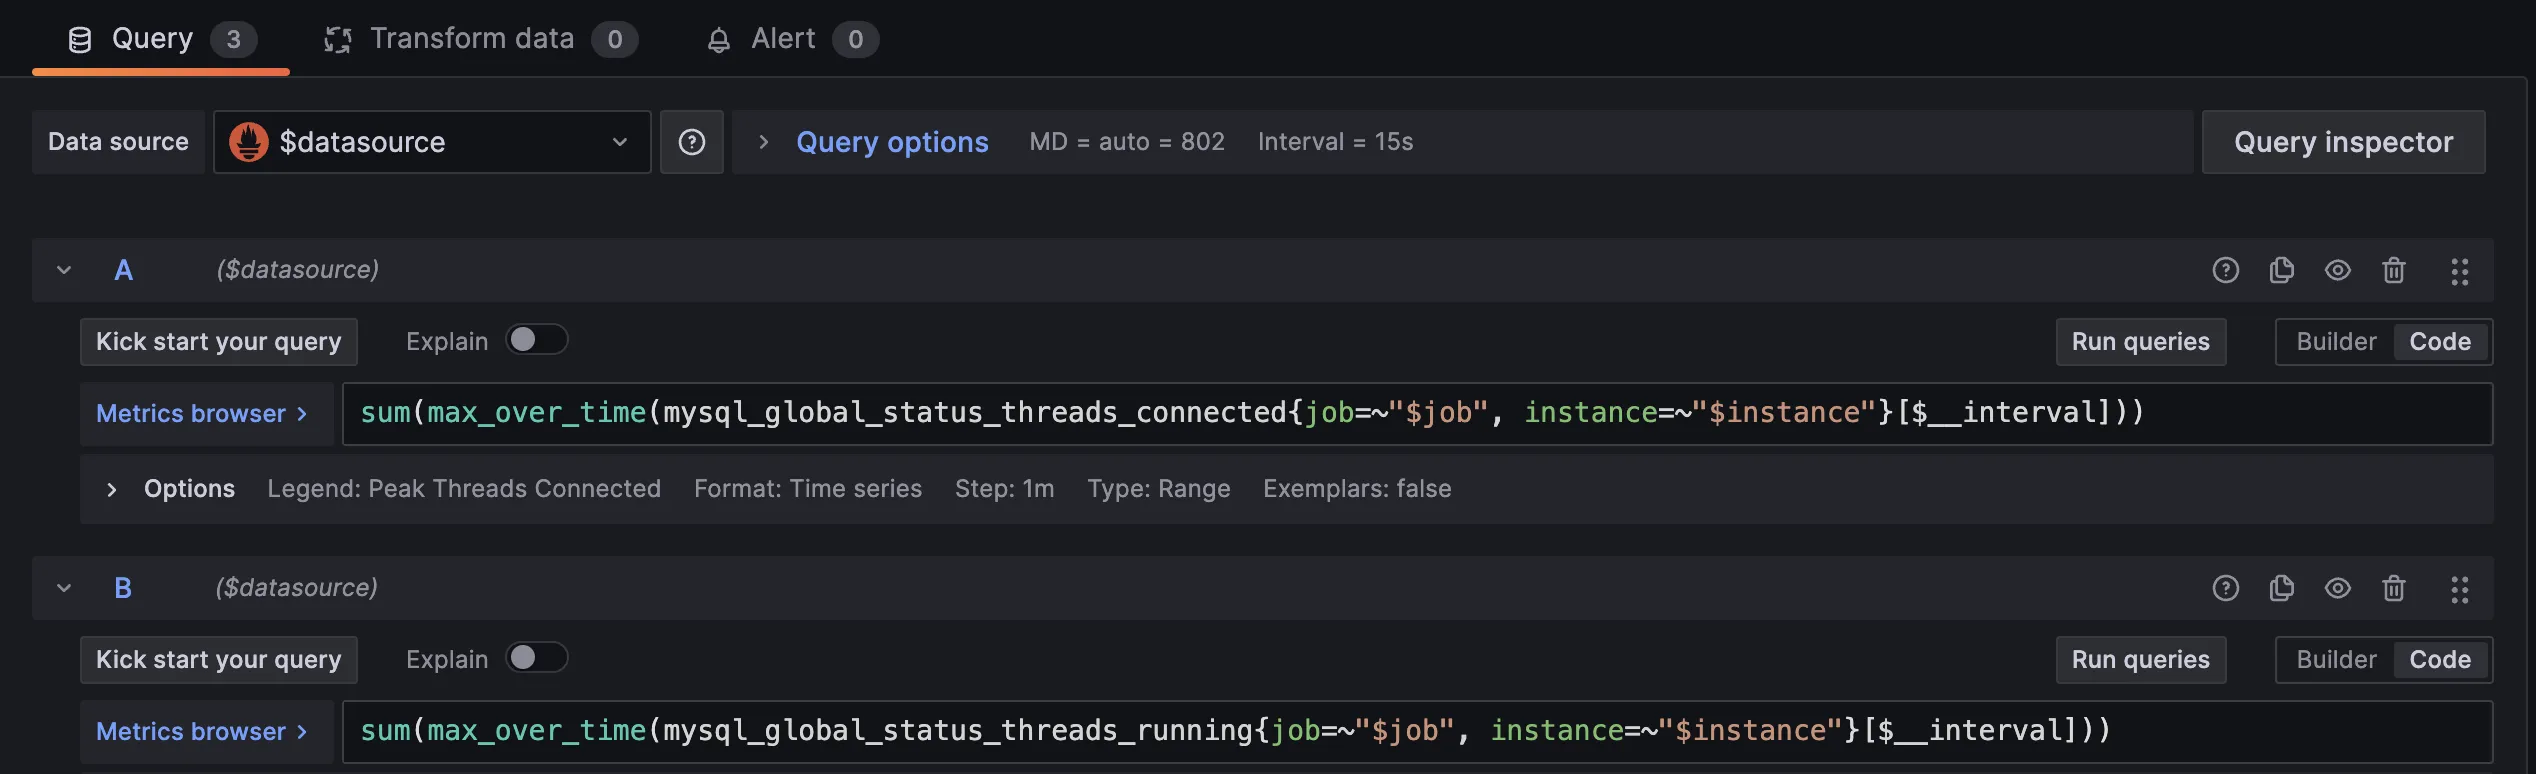 Query 3 Transform data 0 Alert 0
Data source $datasource Query options MD = auto = 802 Interval = 15s Query inspector
A ($datasource)
Kick start your query Explain Run queries Builder Code
Metrics browser > sum(max_over_time(mysql_global_status_threads_connected{job=~"$job", instance=~"$instance"}[$__interval]))
Options Legend: Peak Threads Connected Format: Time series Step: 1m Type: Range Exemplars: false
B ($datasource)
Kick start your query Explain Run queries Builder Code
Metrics browser > sum(max_over_time(mysql_global_status_threads_running{job=~"$job", instance=~"$instance"}[$__interval]))